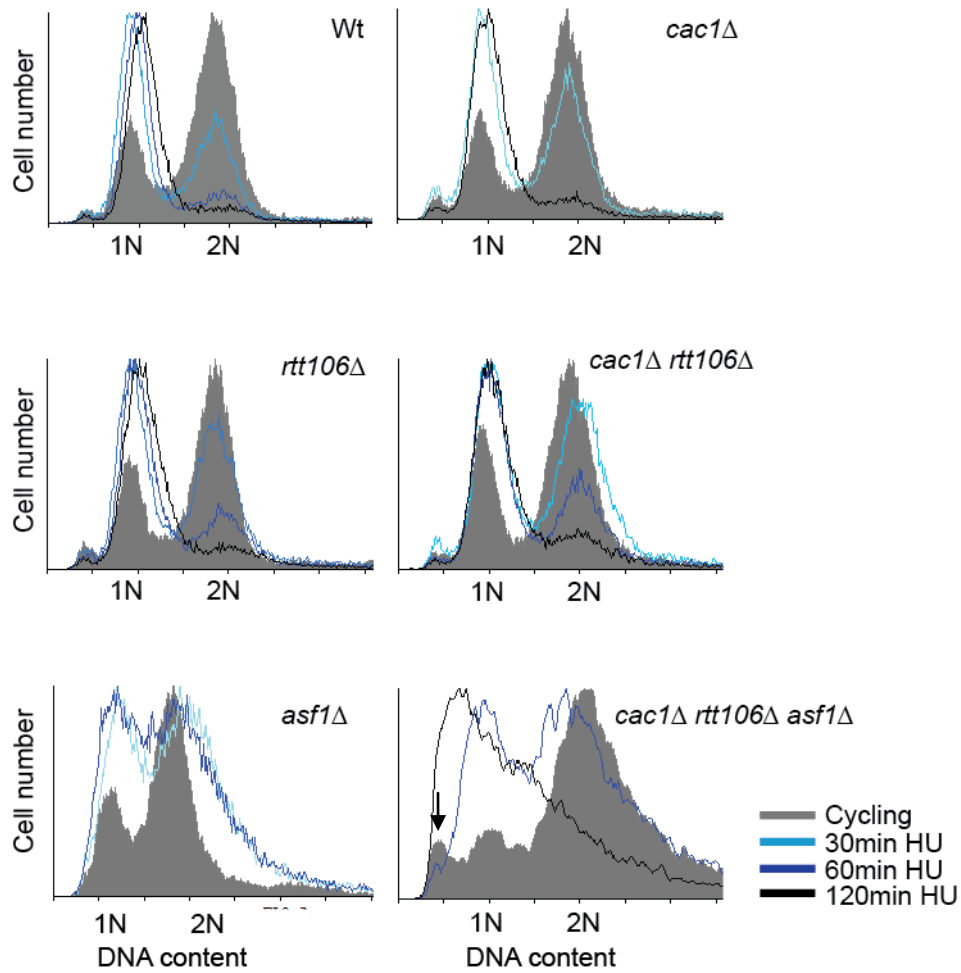 Wt
cac1Δ
Cell number
1N 2N
1N 2N
rtt106Δ
cac1Δ rtt106Δ
Cell number
1N 2N
1N 2N
asf1Δ
cac1Δ rtt106Δ asf1Δ
Cell number
1N 2N
1N 2N
DNA content
DNA content
Cycling
30min HU
60min HU
120min HU